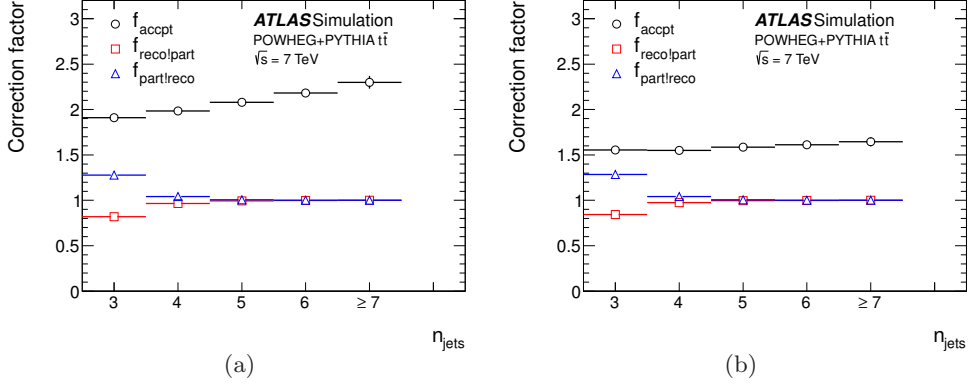 Correction factor
3
2.5
2
1.5
1
0.5
0
f_accpt
f_reco!part
f_part!reco
ATLAS Simulation
POWHEG+PYTHIA tt̄
√s = 7 TeV
3 4 5 6 ≥ 7
n_jets
(a)
Correction factor
3
2.5
2
1.5
1
0.5
0
f_accpt
f_reco!part
f_part!reco
ATLAS Simulation
POWHEG+PYTHIA tt̄
√s = 7 TeV
3 4 5 6 ≥ 7
n_jets
(b)